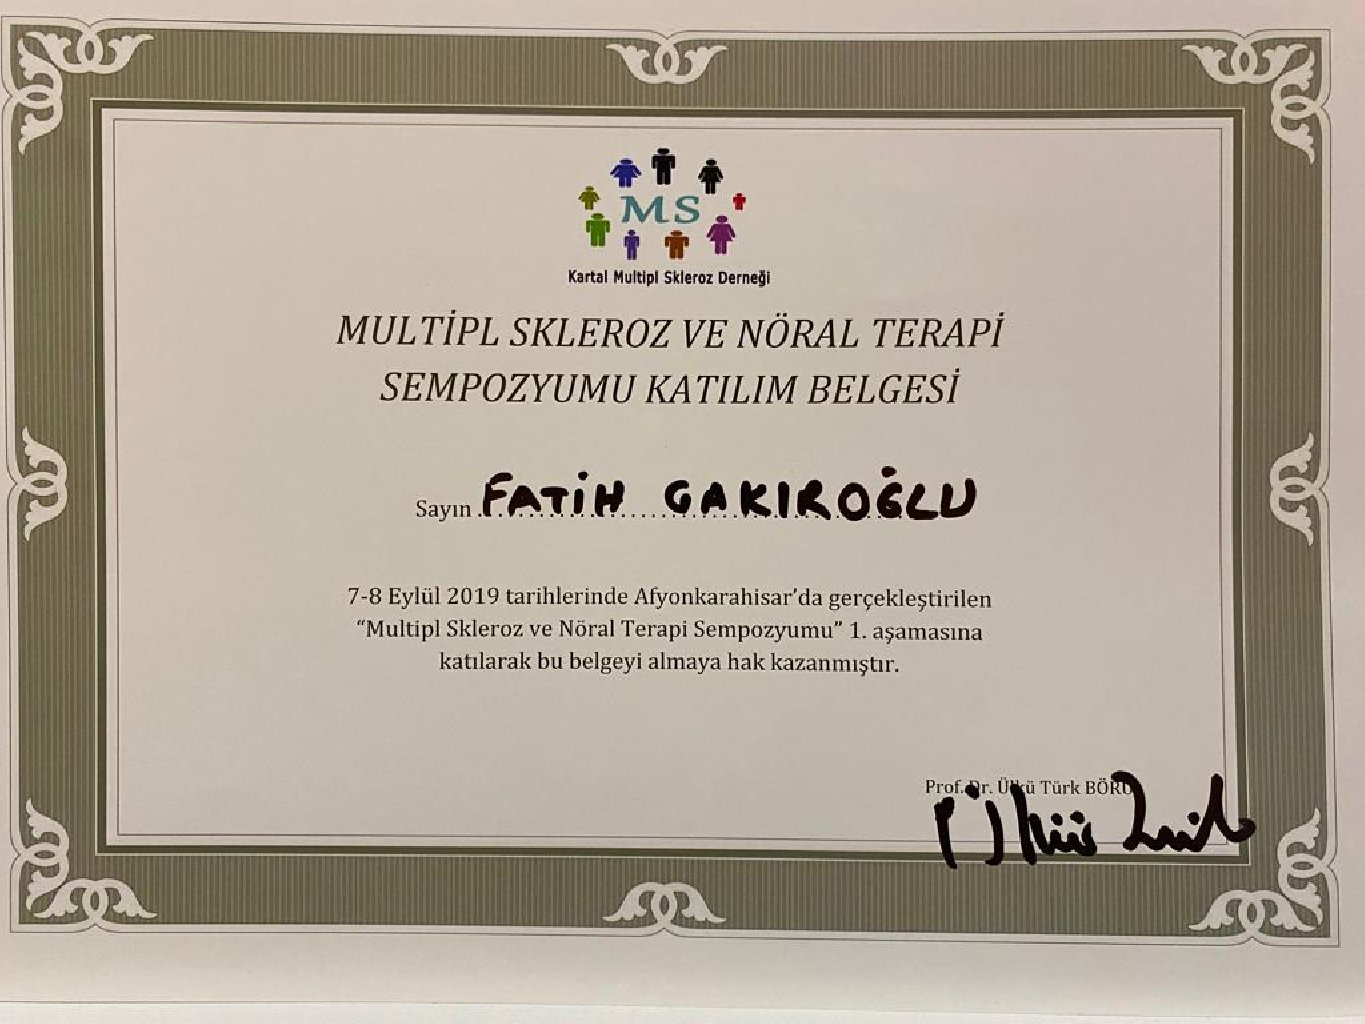 MS
Kartal Multipl Skleroz Derneği
MULTİPL SKLEROZ VE NÖRAL TERAPİ
SEMPOZYUMU KATILIM BELGESİ
Sayın FATİH GAKIROĞLU
7-8 Eylül 2019 tarihlerinde Afyonkarahisar’da gerçekleştirilen
“Multipl Skleroz ve Nöral Terapi Sempozyumu” 1. aşamasına
katılarak bu belgeyi almaya hak kazanmıştır.
Prof. Dr. Ülkü Türk BÖRÜ